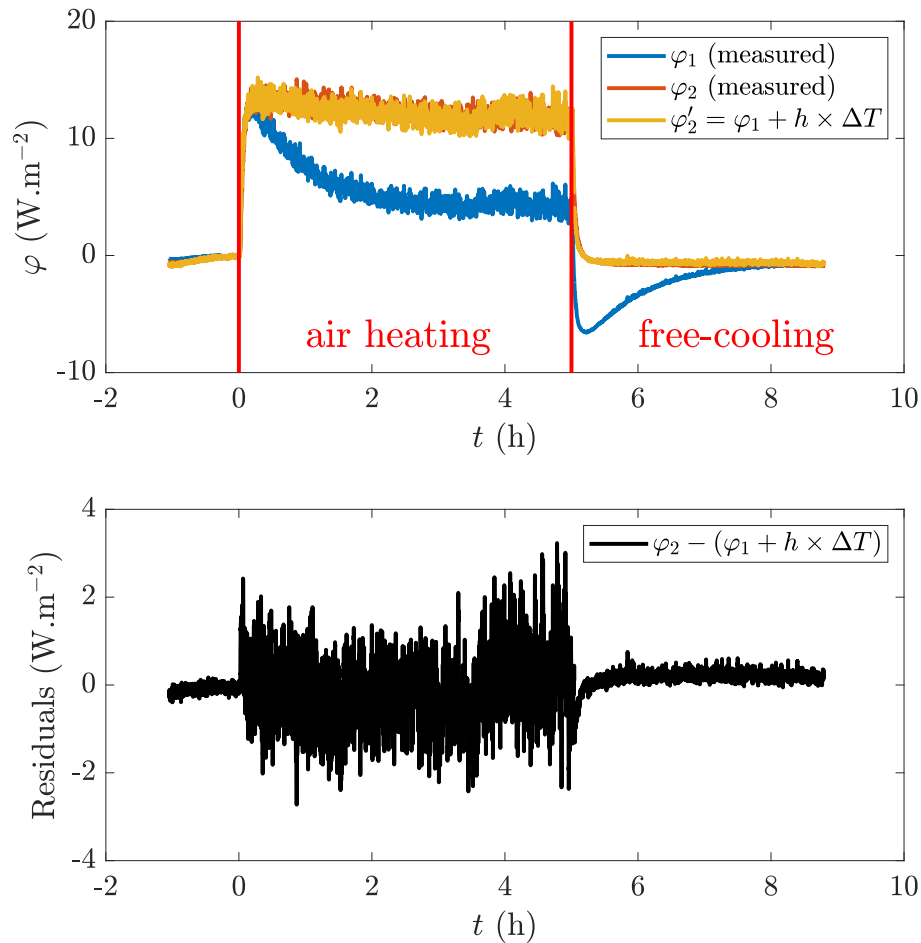 20
10
0
-10
φ (W.m⁻²)
φ₁ (measured)
φ₂ (measured)
φ′₂ = φ₁ + h × ΔT
air heating
free-cooling
-2 0 2 4 6 8 10
t (h)
4
2
0
-2
-4
Residuals (W.m⁻²)
φ₂ − (φ₁ + h × ΔT)
-2 0 2 4 6 8 10
t (h)